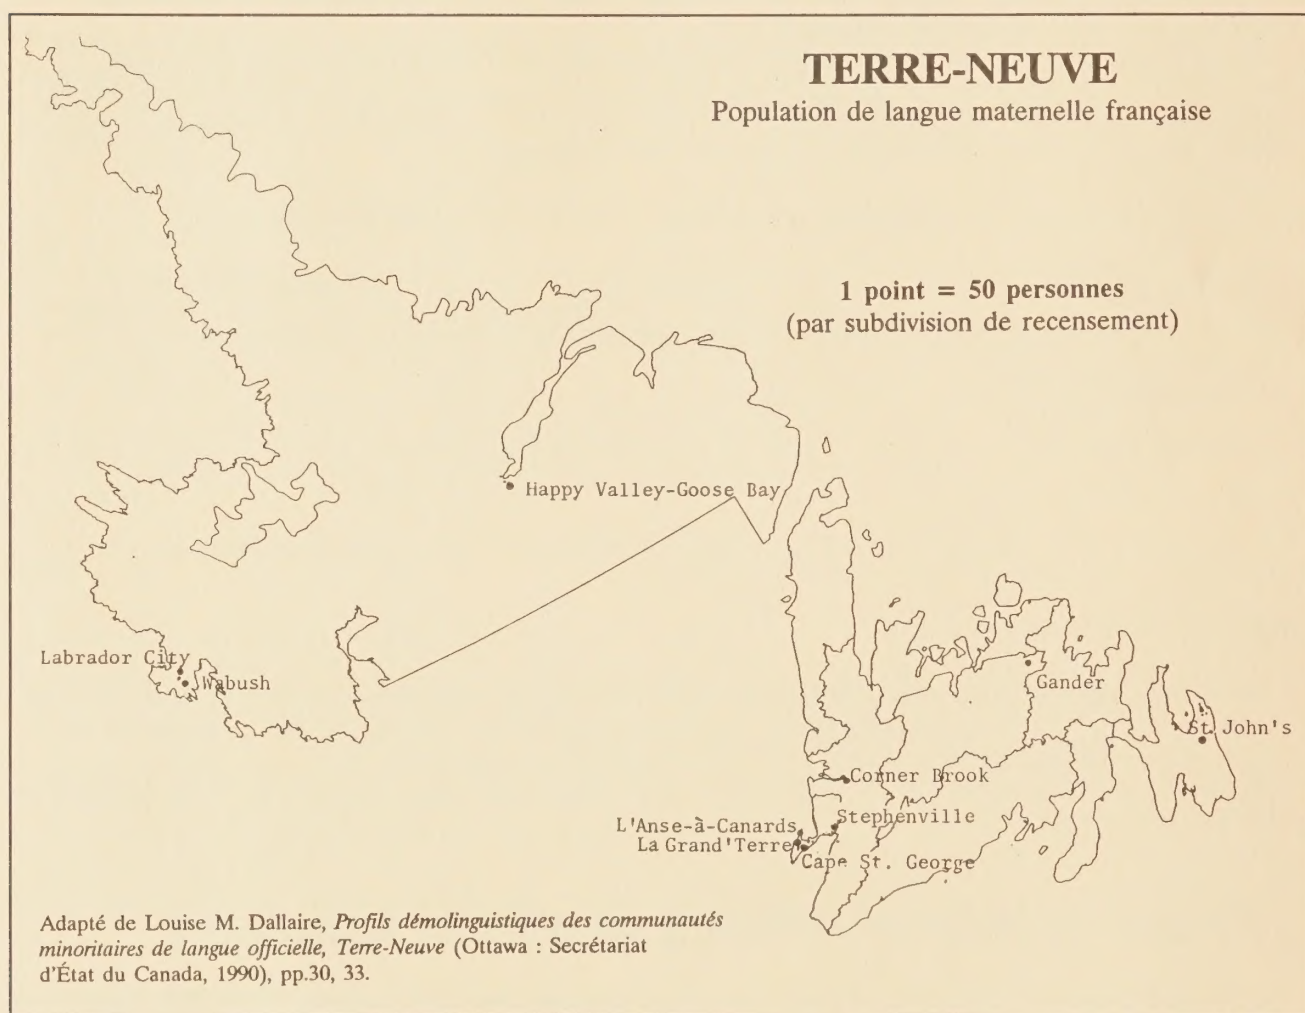 TERRE-NEUVE
Population de langue maternelle française
1 point = 50 personnes
(par subdivision de recensement)
Happy Valley-Goose Bay
Labrador City
Wabush
Gander
St. John's
Corner Brook
L'Anse-à-Canards
Stephenville
La Grand'Terre
Cape St. George
Adapté de Louise M. Dallaire, Profils démolinguistiques des communautés
minoritaires de langue officielle, Terre-Neuve (Ottawa : Secrétariat
d'État du Canada, 1990), pp.30, 33.